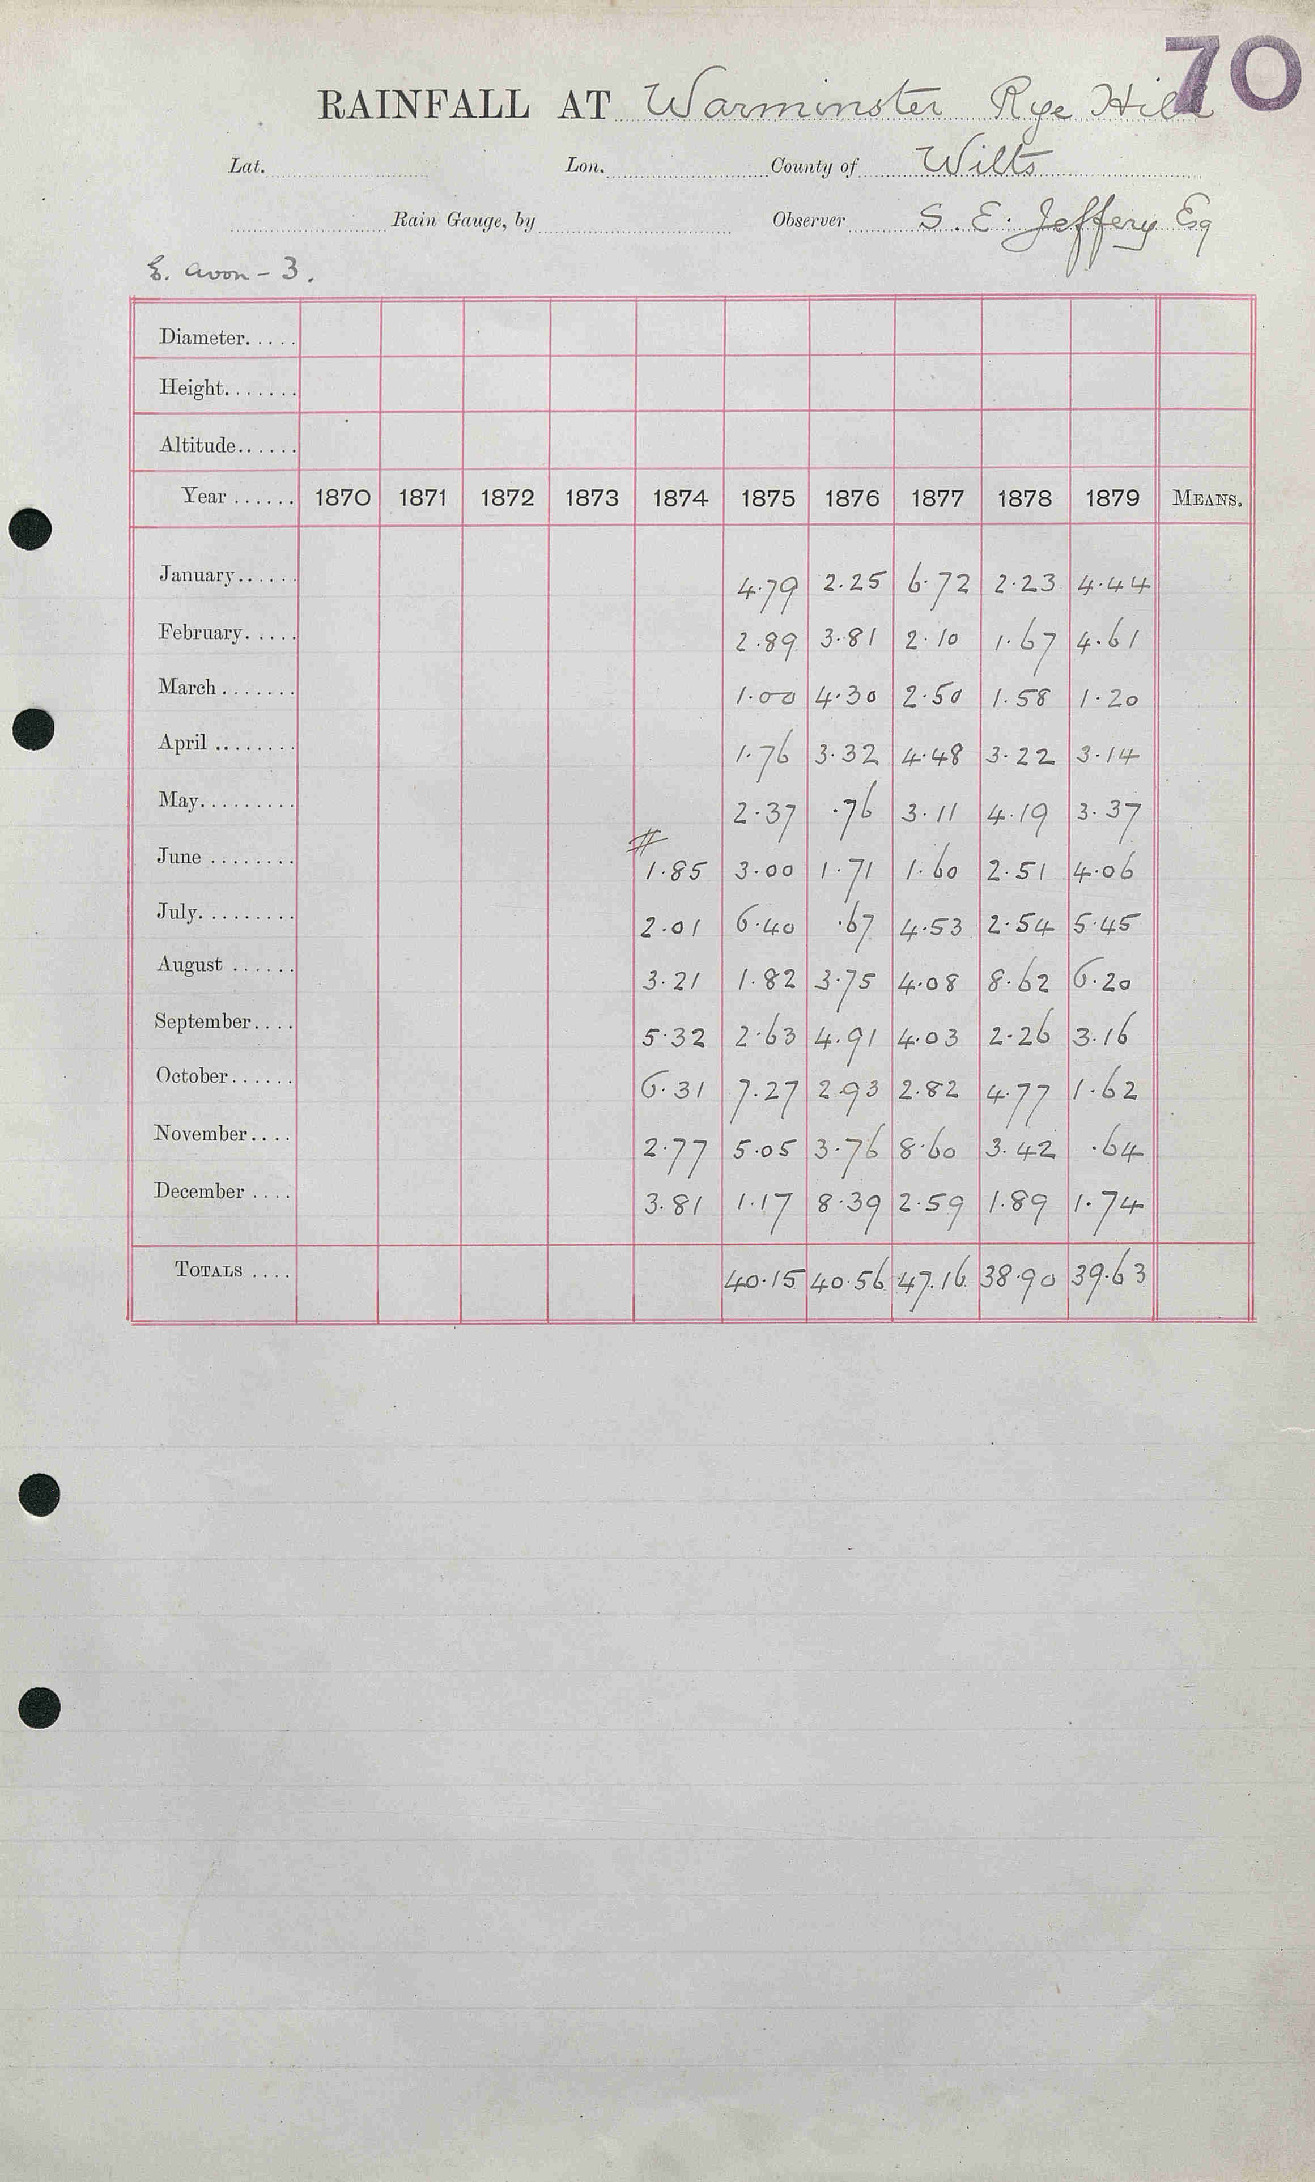 70
RAINFALL AT Warminster Rye Hill
Lat. Lon. County of Wilts
Rain Gauge, by Observer S. E. Jeffery Esq
E. Avon - 3.
Diameter.....
Height.......
Altitude......
Year ...... 1870 1871 1872 1873 1874 1875 1876 1877 1878 1879 MEANS.
January...... 4.79 2.25 6.72 2.23 4.44
February..... 2.89 3.81 2.10 1.67 4.61
March ....... 1.00 4.30 2.50 1.58 1.20
April ........ 1.76 3.32 4.48 3.22 3.14
May......... 2.37 .76 3.11 4.19 3.37
#
June ........ 1.85 3.00 1.71 1.60 2.51 4.06
July......... 2.01 6.40 .67 4.53 2.54 5.45
August ...... 3.21 1.82 3.75 4.08 8.62 6.20
September.... 5.32 2.63 4.91 4.03 2.26 3.16
October...... 6.31 7.27 2.93 2.82 4.77 1.62
November.... 2.77 5.05 3.76 8.60 3.42 .64
December .... 3.81 1.17 8.39 2.59 1.89 1.74
TOTALS .... 40.15 40.56 47.16 38.90 39.63